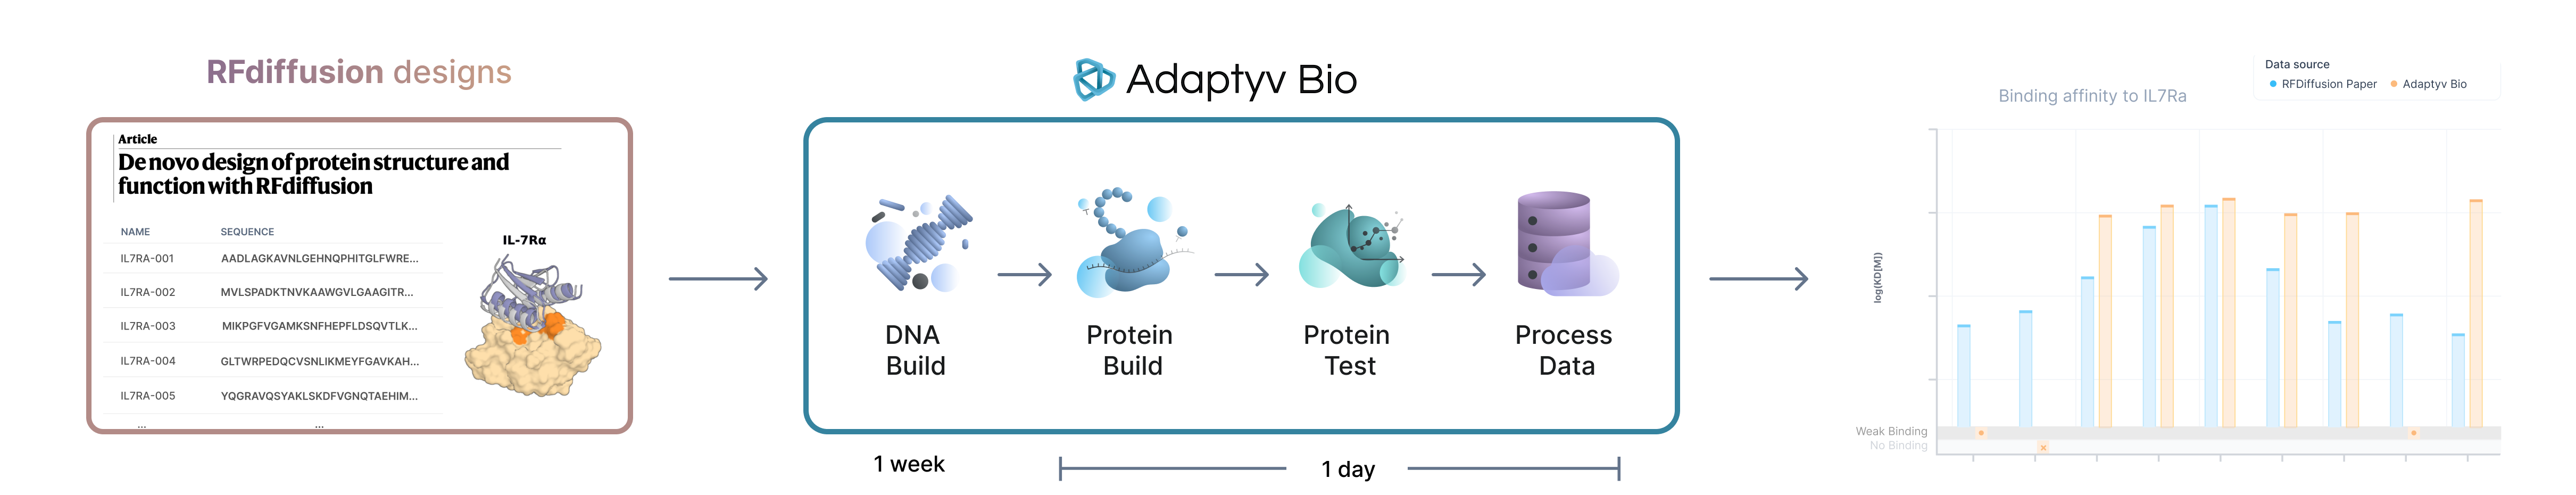 RFdiffusion designs
Article
De novo design of protein structure and
function with RFdiffusion
NAME SEQUENCE
IL7RA-001 AADLAGKAVNLGEHNQPHITGLFWRE...
IL7RA-002 MVLSPADKTNVKAAWGVLGAAGITR...
IL7RA-003 MIKPGFVGAMKSNFHEPFLDSQVTLK...
IL7RA-004 GLTWRPEDQCVSNLIKMEYFGAVKAH...
IL7RA-005 YQGRAVQSYAKLSKDFVGNQTAEHIM...
... ...
IL-7Rα
Adaptyv Bio
DNA
Build
Protein
Build
Protein
Test
Process
Data
1 week
1 day
Data source
RFDiffusion Paper Adaptyv Bio
Binding affinity to IL7Ra
log(KD[M])
Weak Binding
No Binding